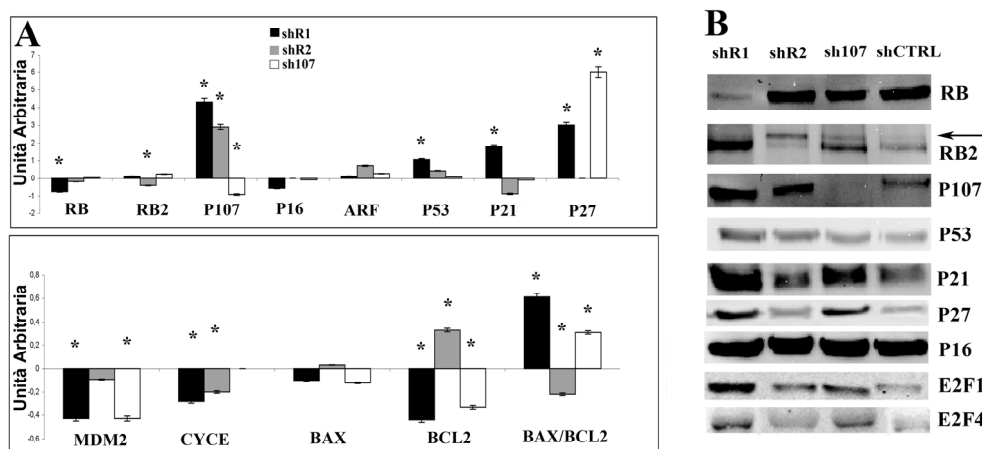 A
shR1
shR2
sh107
Unità Arbitraria
6
5
4
3
2
1
0
-1
-2
* * * * * * * * *
RB RB2 P107 P16 ARF P53 P21 P27
Unità Arbitraria
0,8
0,6
0,4
0,2
0
-0,2
-0,4
-0,6
* * * * * * * * * *
MDM2 CYCE BAX BCL2 BAX/BCL2
B
shR1 shR2 sh107 shCTRL
RB
RB2
P107
P53
P21
P27
P16
E2F1
E2F4